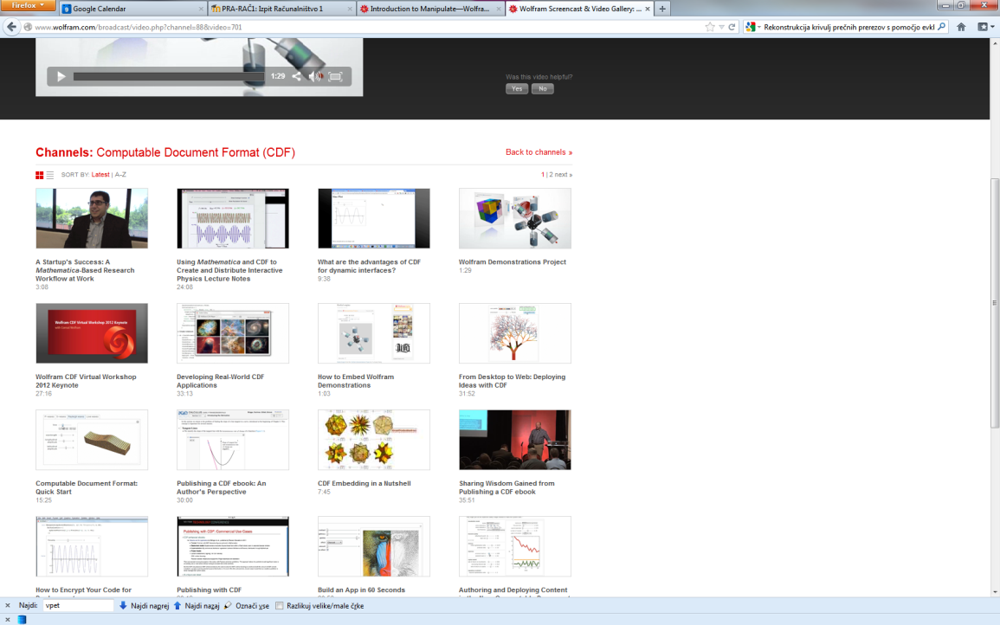 Firefox
Google Calendar
PRA-RAČ1: Izpit Računalništvo 1
Introduction to Manipulate—Wolfra...
Wolfram Screencast & Video Gallery: ...
www.wolfram.com/broadcast/video.php?channel=88&video=701
Rekonstrukcija krivulj prečnih prerezov s pomočjo evkl
1:29
Was this video helpful?
Yes No
Channels: Computable Document Format (CDF)
Back to channels »
SORT BY: Latest | A-Z
1 | 2 next »
A Startup's Success: A
Mathematica-Based Research
Workflow at Work
3:08
Using Mathematica and CDF to
Create and Distribute Interactive
Physics Lecture Notes
24:08
What are the advantages of CDF
for dynamic interfaces?
9:38
Wolfram Demonstrations Project
1:29
Wolfram CDF Virtual Workshop 2012 Keynote
Wolfram CDF Virtual Workshop
2012 Keynote
27:16
Developing Real-World CDF
Applications
33:13
How to Embed Wolfram
Demonstrations
1:03
From Desktop to Web: Deploying
Ideas with CDF
31:52
Computable Document Format:
Quick Start
15:25
Publishing a CDF ebook: An
Author's Perspective
30:00
CDF Embedding in a Nutshell
7:45
Sharing Wisdom Gained from
Publishing a CDF ebook
35:51
Publishing with CDF: Commercial Use Cases
How to Encrypt Your Code for
Publishing with CDF
Build an App in 60 Seconds
Authoring and Deploying Content
Najdi: vpet
Najdi naprej
Najdi nazaj
Označi vse
Razlikuj velike/male črke